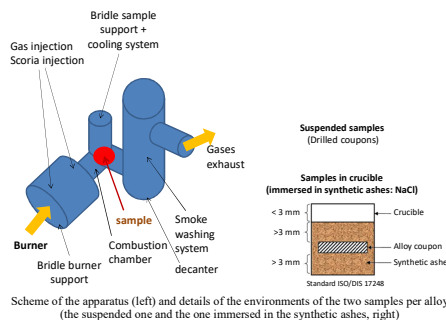 Bridle sample
support +
cooling system
Gas injection
Scoria injection
Gases
exhaust
Burner
Bridle burner
support
sample
Combustion
chamber
Smoke
washing
system
decanter
Suspended samples
(Drilled coupons)
Samples in crucible
(immersed in synthetic ashes: NaCl)
< 3 mm
Crucible
>3 mm
Alloy coupon
> 3 mm
Synthetic ashe
Standard ISO/DIS 17248
Scheme of the apparatus (left) and details of the environments of the two samples per alloy
(the suspended one and the one immersed in the synthetic ashes, right)